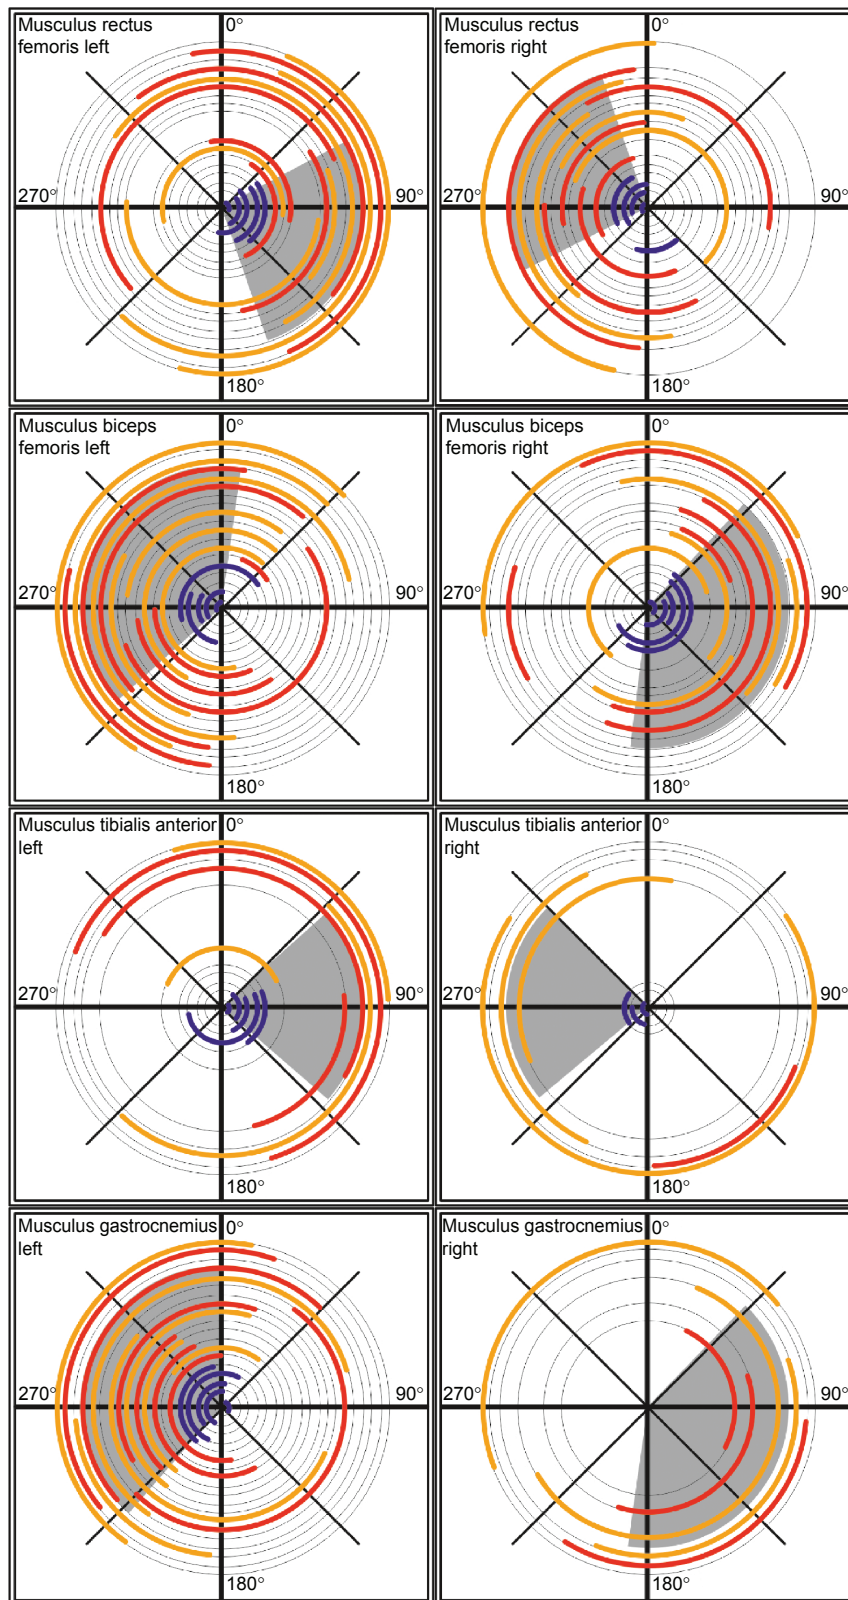 Musculus rectus
femoris left
0°
270°
90°
180°
Musculus rectus
femoris right
0°
270°
90°
180°
Musculus biceps
femoris left
0°
270°
90°
180°
Musculus biceps
femoris right
0°
270°
90°
180°
Musculus tibialis anterior
left
0°
270°
90°
180°
Musculus tibialis anterior
right
0°
270°
90°
180°
Musculus gastrocnemius
left
0°
270°
90°
180°
Musculus gastrocnemius
right
0°
270°
90°
180°